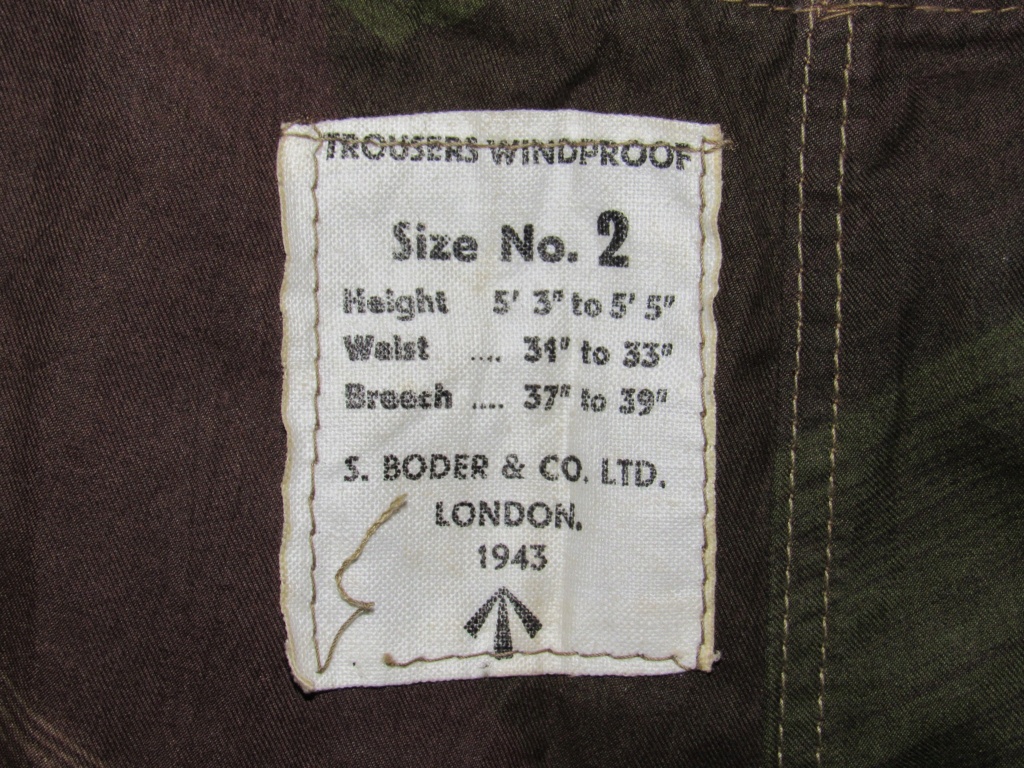 TROUSERS WINDPROOF
Size No. 2
Height 5' 3" to 5' 5"
Waist .... 31" to 33"
Breech .... 37" to 39"
S. BODER & CO. LTD.
LONDON.
1943